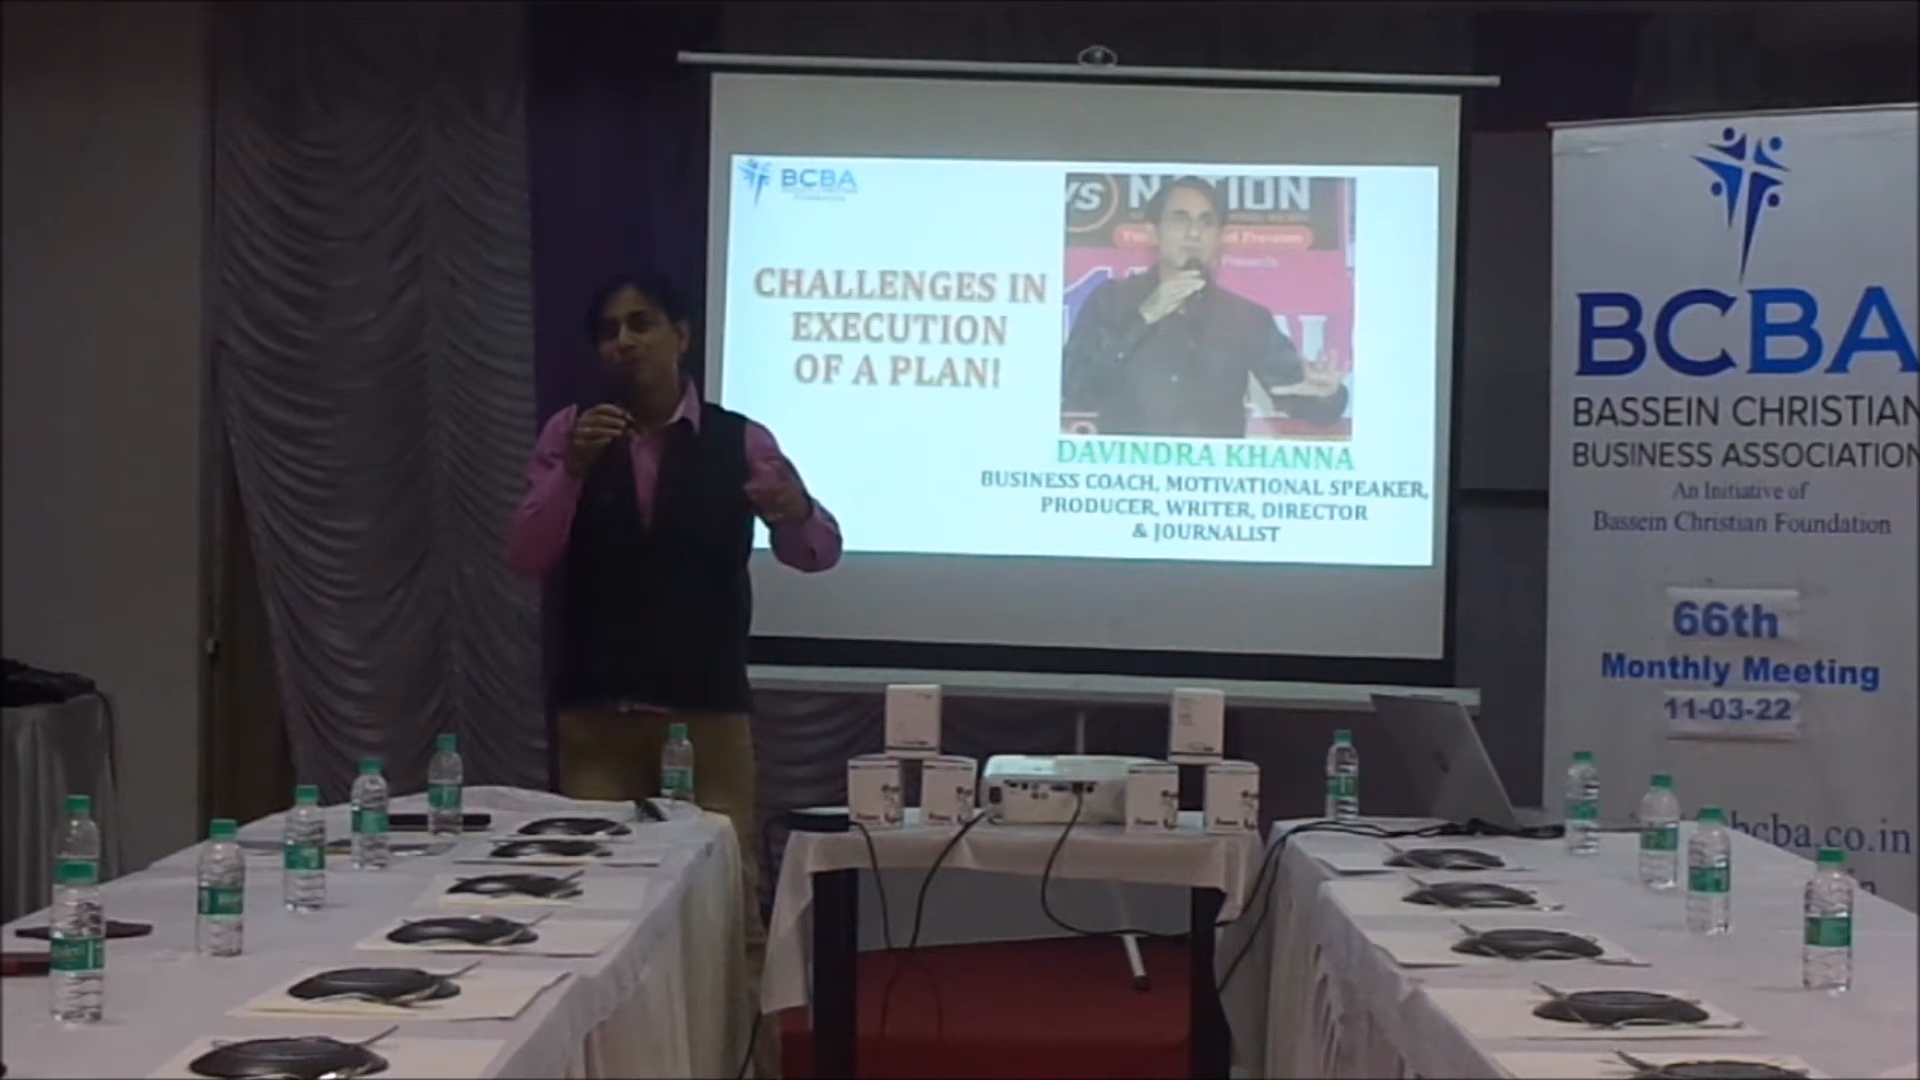 BCBA
CHALLENGES IN
EXECUTION
OF A PLAN!
NATION
DAVINDRA KHANNA
BUSINESS COACH, MOTIVATIONAL SPEAKER,
PRODUCER, WRITER, DIRECTOR
& JOURNALIST
BCBA
BASSEIN CHRISTIAN
BUSINESS ASSOCIATION
An Initiative of
Bassein Christian Foundation
66th
Monthly Meeting
11-03-22
bcba.co.in